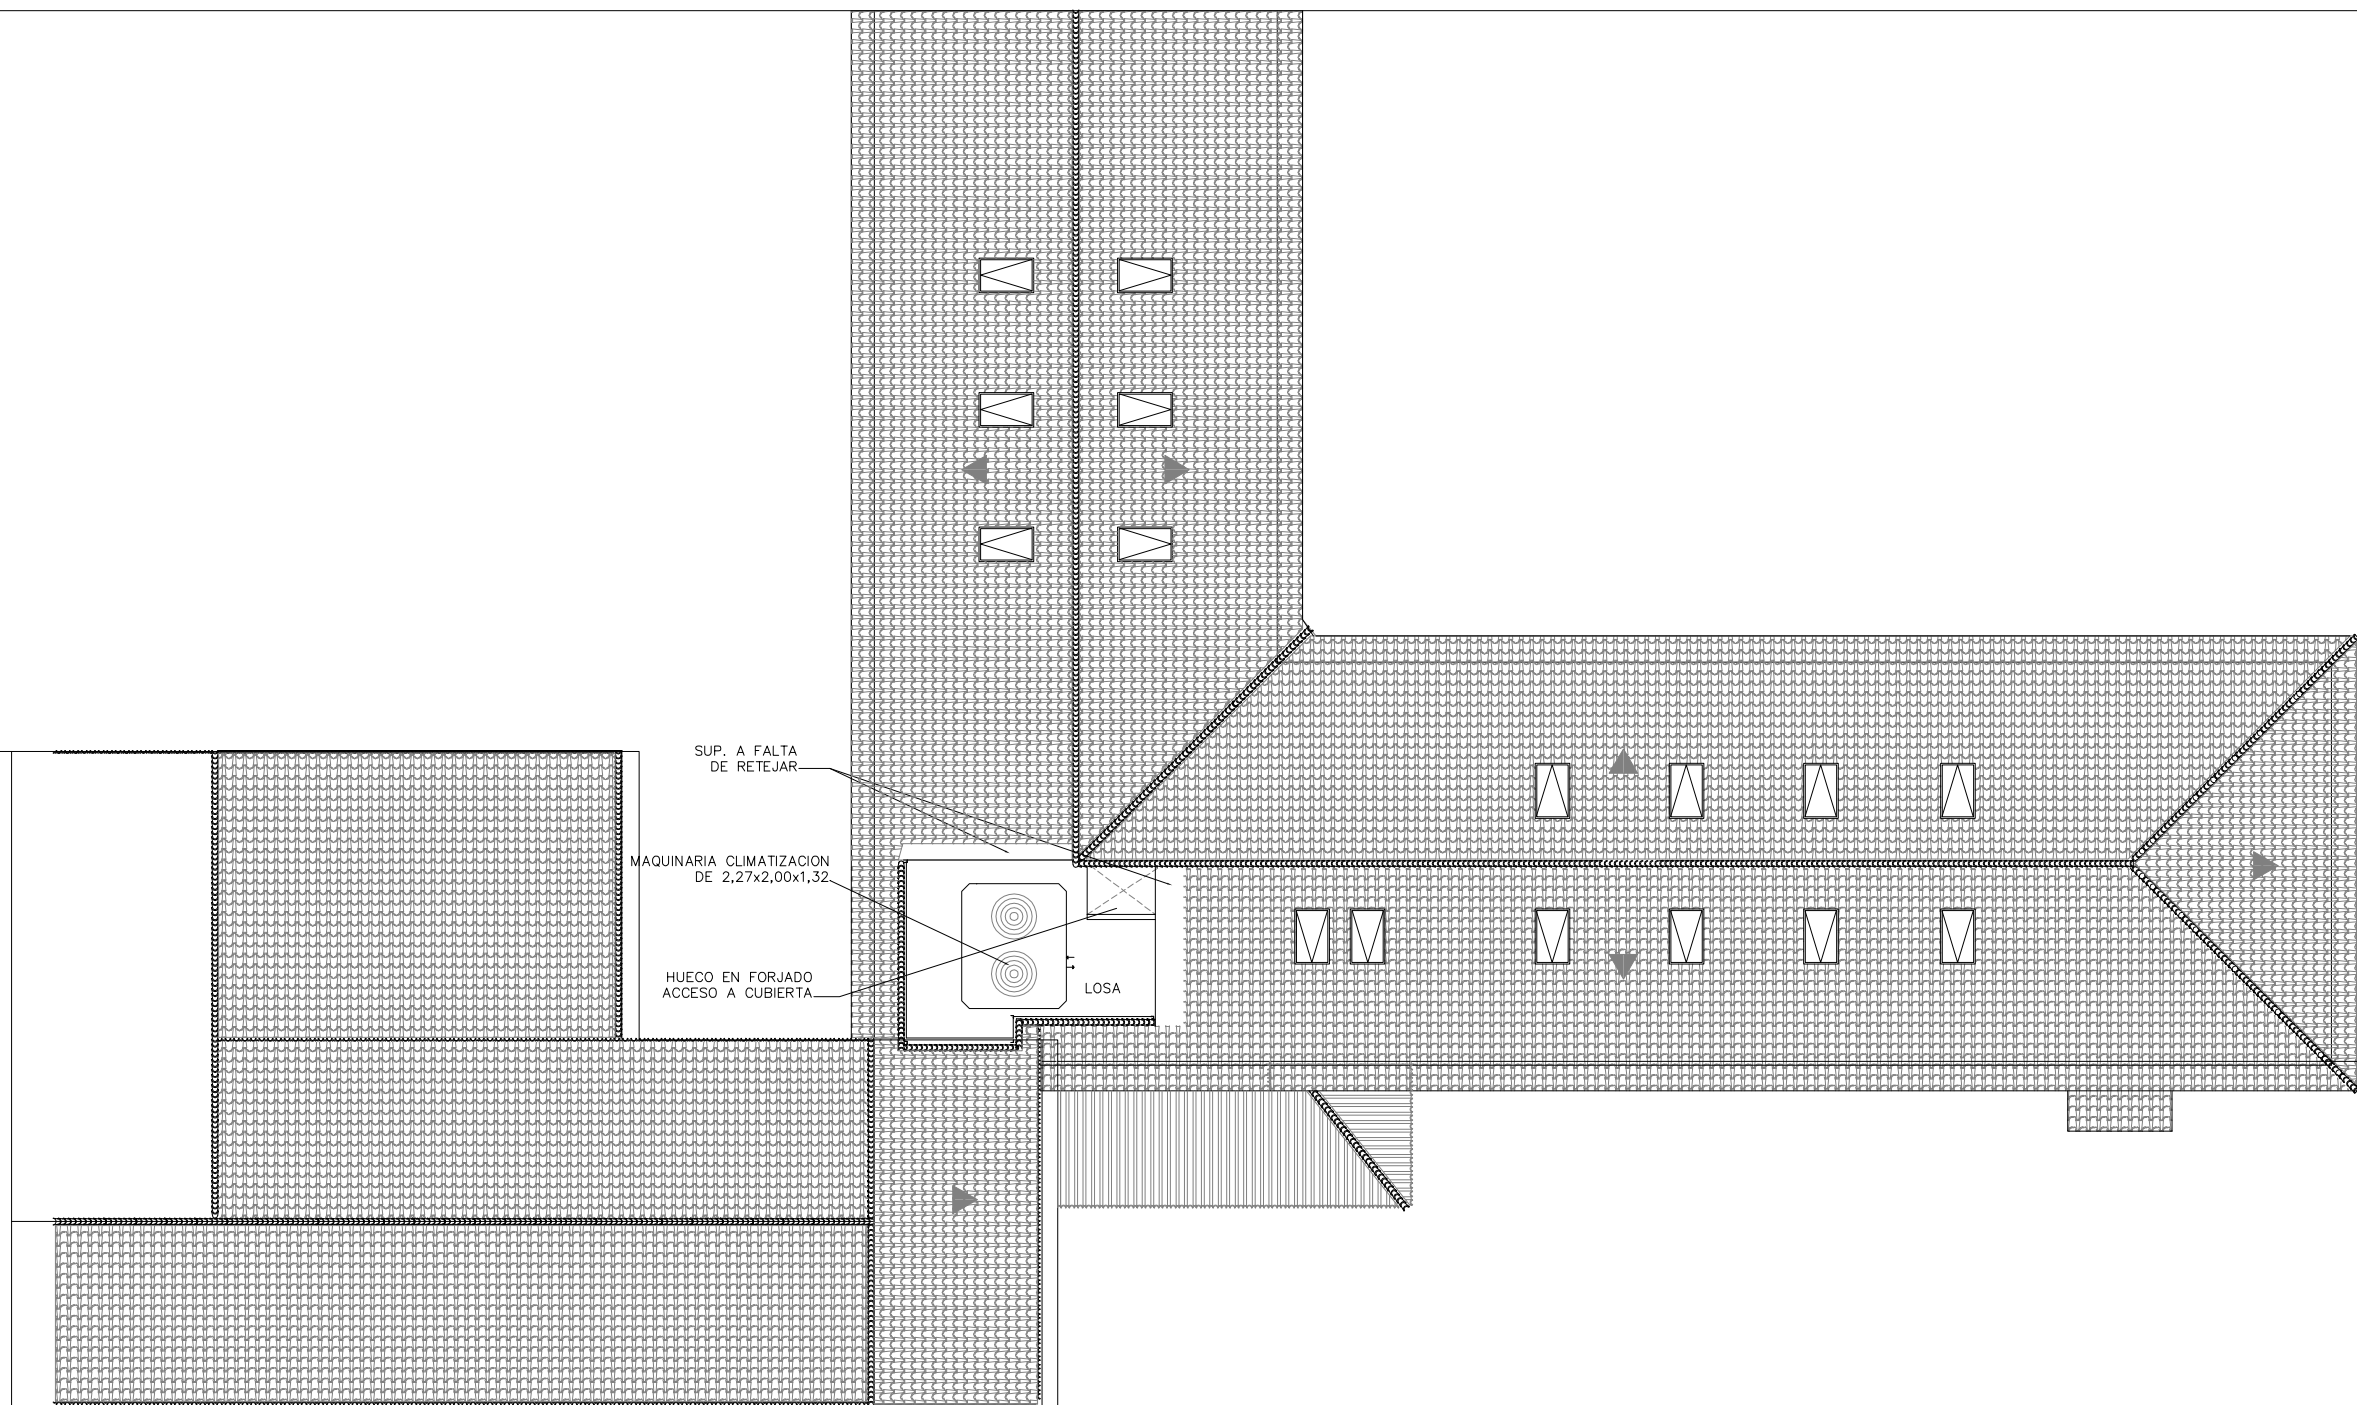 SUP. A FALTA
DE RETEJAR
MAQUINARIA CLIMATIZACION
DE 2,27x2,00x1,32
HUECO EN FORJADO
ACCESO A CUBIERTA
LOSA